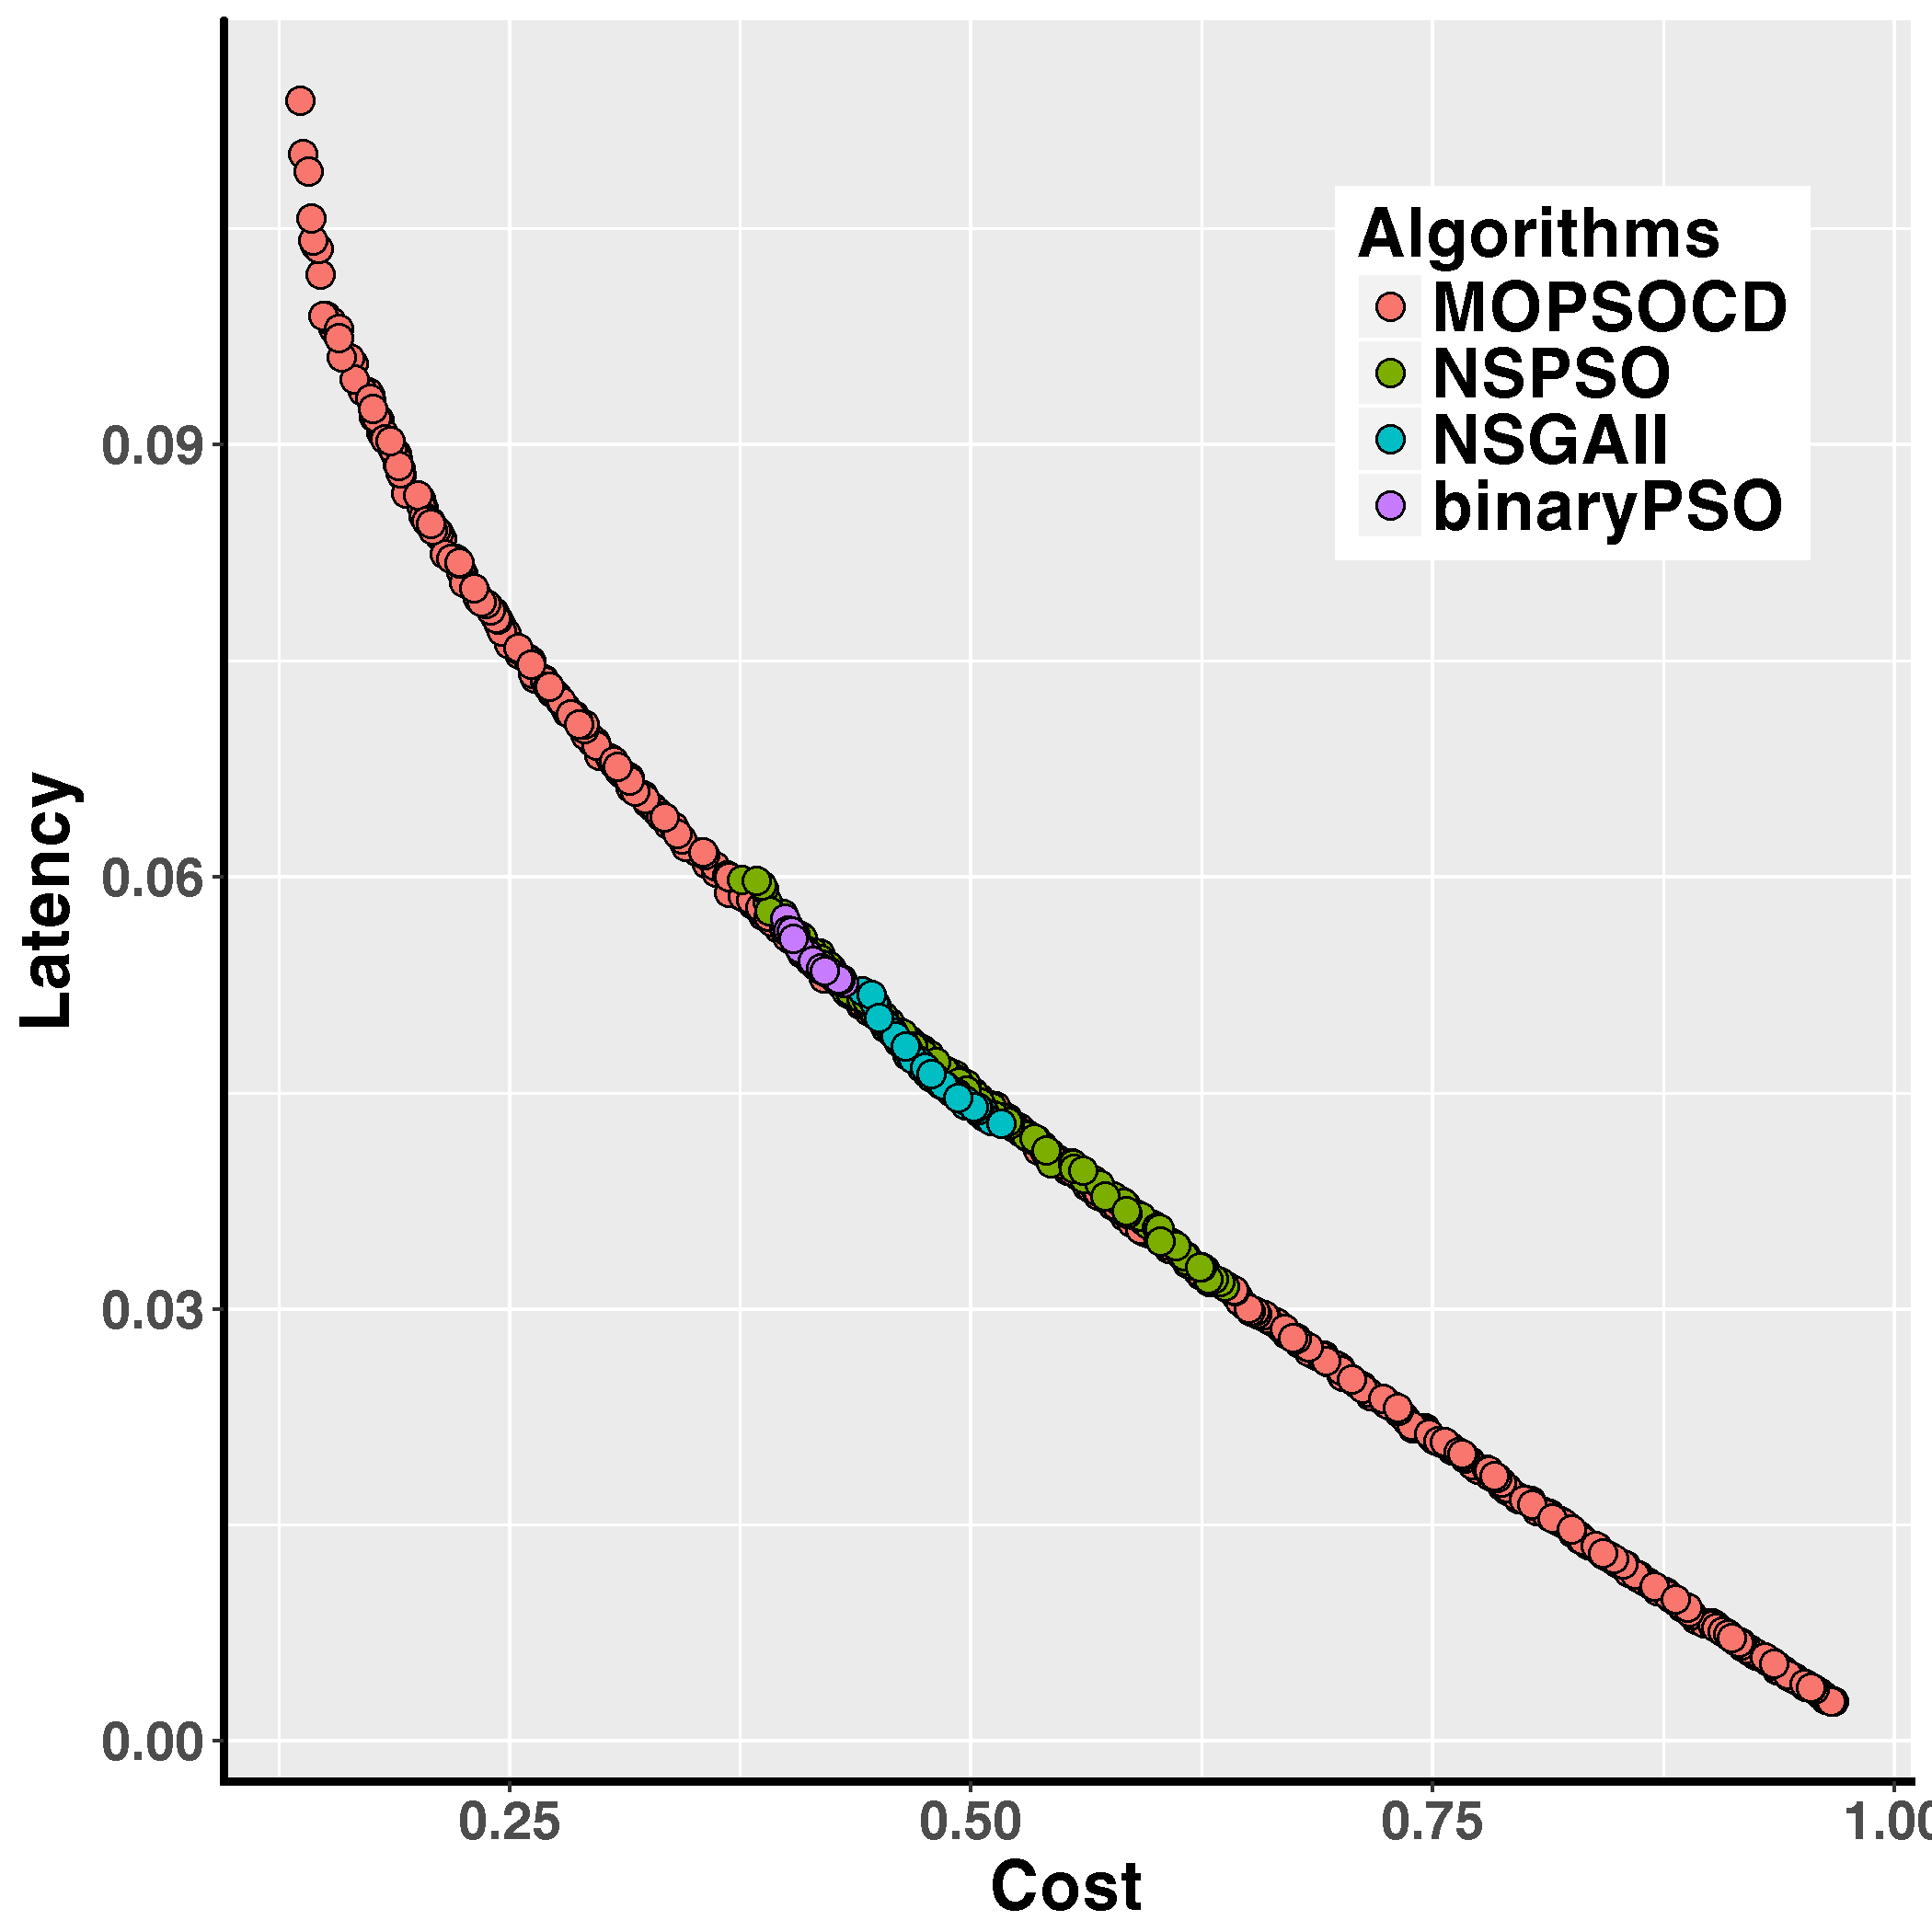 Algorithms
MOPSOCD
NSPSO
NSGAII
binaryPSO
Latency
0.09
0.06
0.03
0.00
0.25 0.50 0.75 1.00
Cost